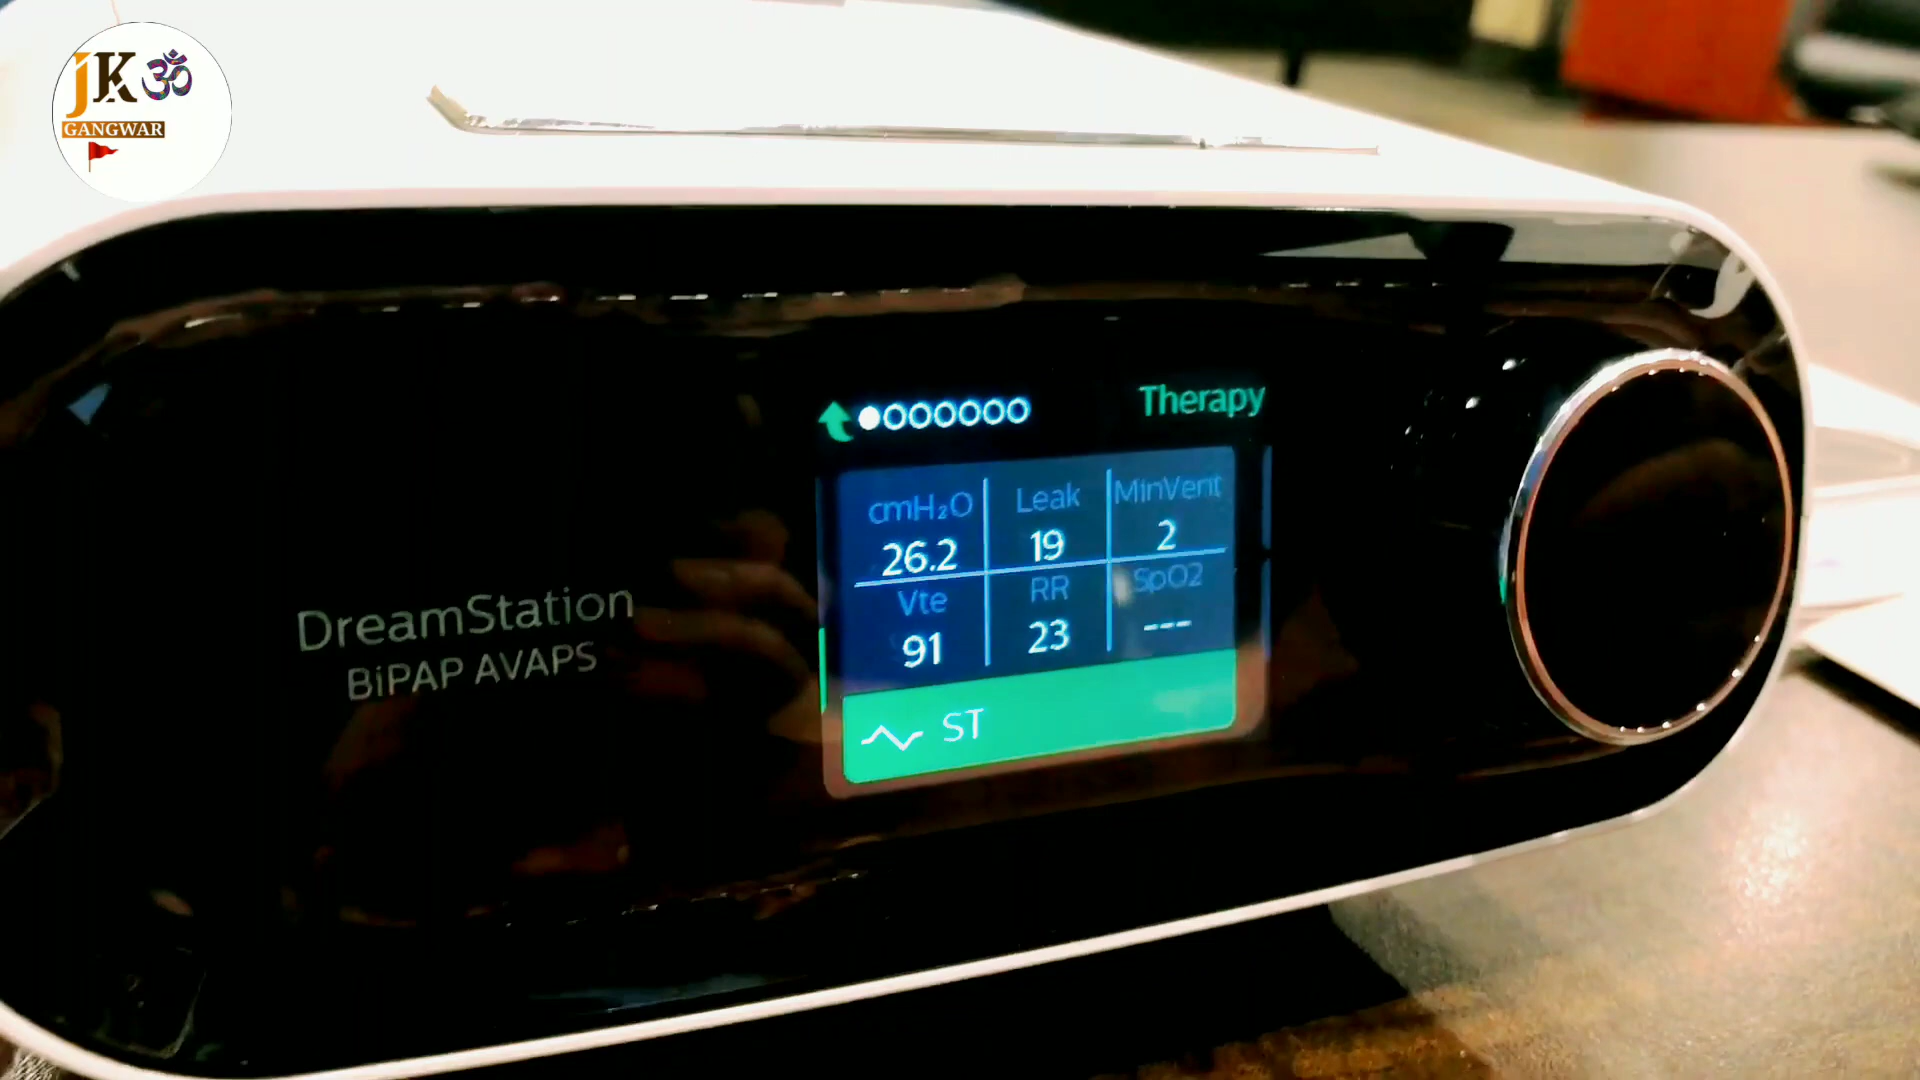 JK ॐ
GANGWAR
Therapy
cmH₂O Leak MinVent
26.2 19 2
Vte RR SpO2
91 23 ---
ST
DreamStation
BiPAP AVAPS